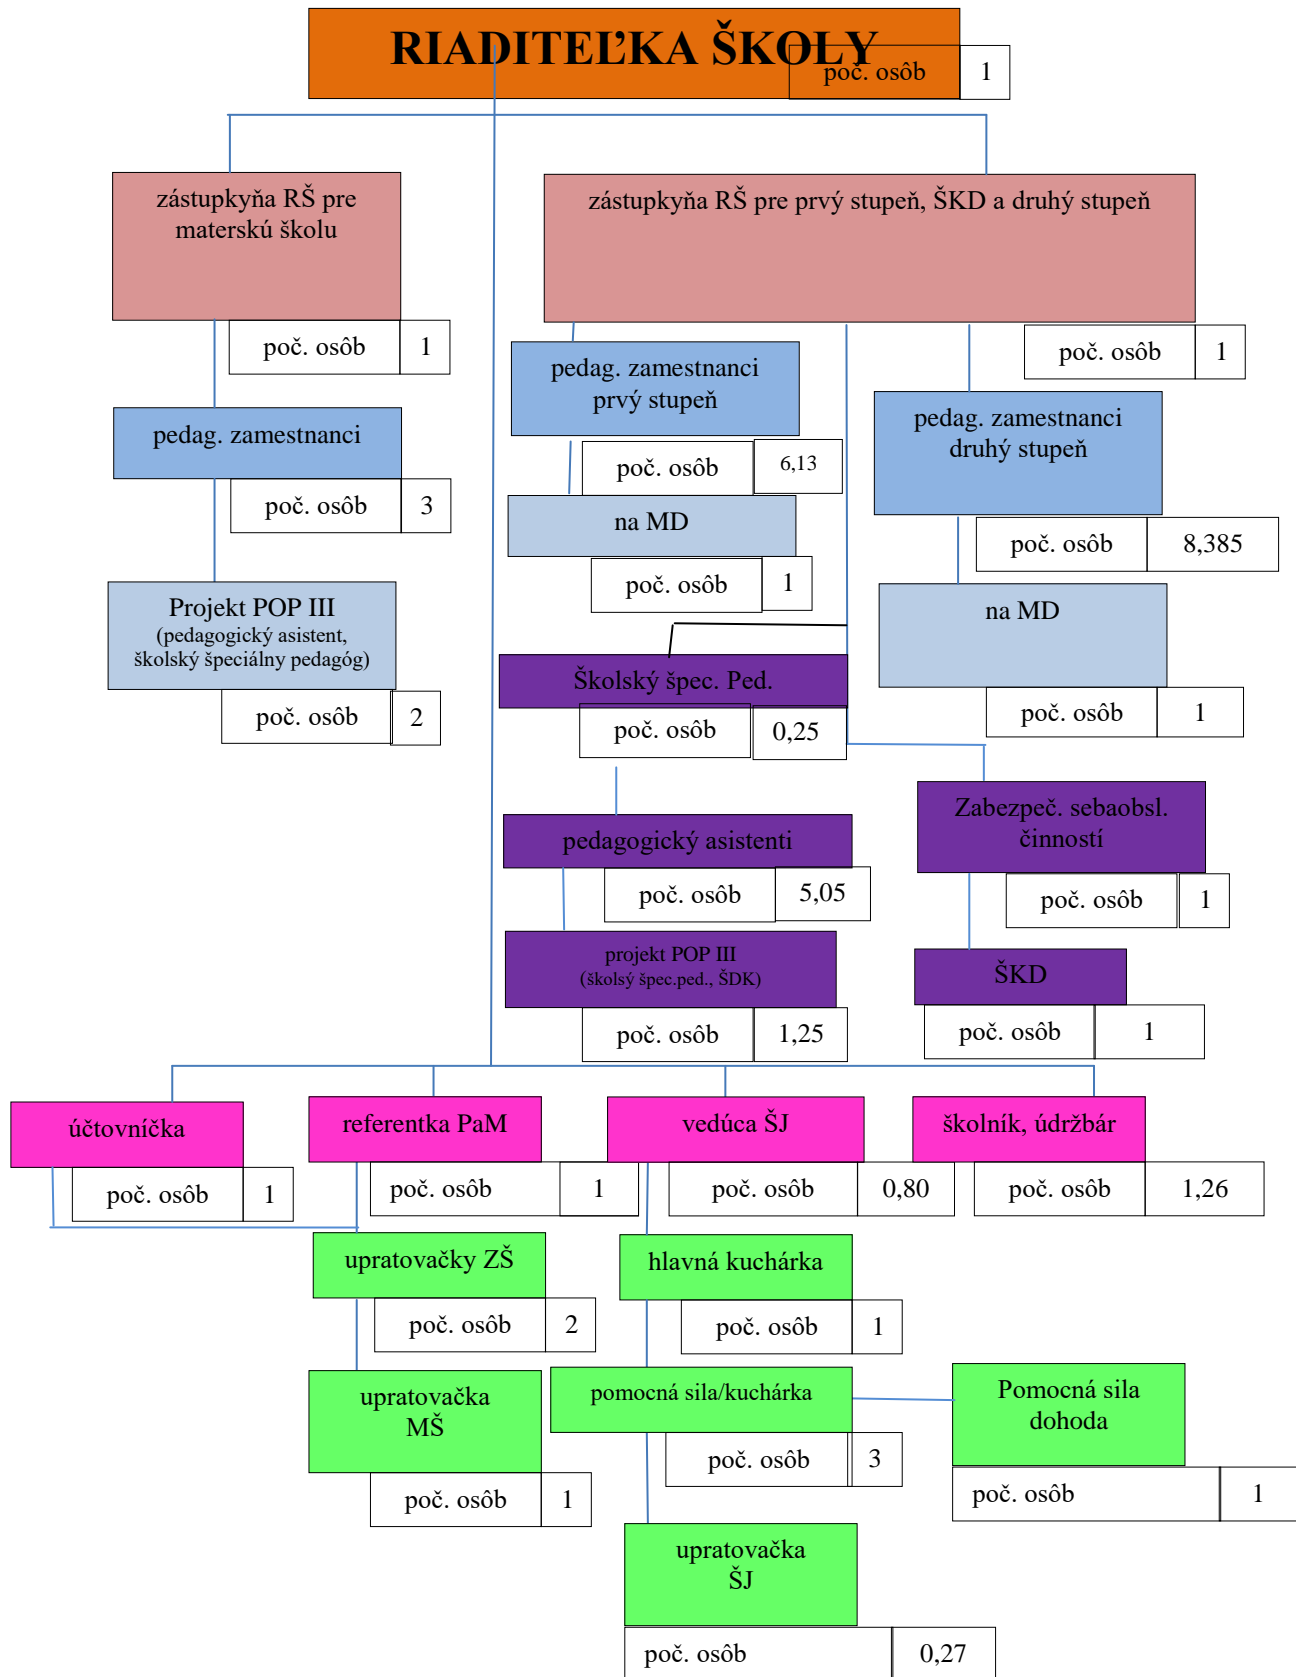 RIADITEĽKA ŠKOLY
poč. osôb 1
zástupkyňa RŠ pre
materskú školu
poč. osôb 1
zástupkyňa RŠ pre prvý stupeň, ŠKD a druhý stupeň
poč. osôb 1
pedag. zamestnanci
poč. osôb 3
Projekt POP III
(pedagogický asistent,
školský špeciálny pedagóg)
poč. osôb 2
pedag. zamestnanci
prvý stupeň
poč. osôb 6,13
na MD
poč. osôb 1
pedag. zamestnanci
druhý stupeň
poč. osôb 8,385
na MD
poč. osôb 1
Školský špec. Ped.
poč. osôb 0,25
pedagogický asistenti
poč. osôb 5,05
projekt POP III
(školsý špec.ped., ŠDK)
poč. osôb 1,25
Zabezpeč. sebaobsl.
činností
poč. osôb 1
ŠKD
poč. osôb 1
účtovníčka
poč. osôb 1
referentka PaM
poč. osôb 1
vedúca ŠJ
poč. osôb 0,80
školník, údržbár
poč. osôb 1,26
upratovačky ZŠ
poč. osôb 2
hlavná kuchárka
poč. osôb 1
upratovačka
MŠ
poč. osôb 1
pomocná sila/kuchárka
poč. osôb 3
Pomocná sila
dohoda
poč. osôb 1
upratovačka
ŠJ
poč. osôb 0,27